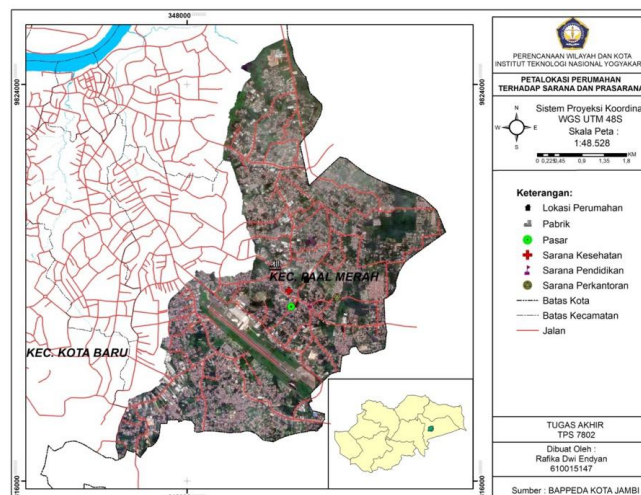 348000
9824000
9824000
KEC. PAAL MERAH
KEC. KOTA BARU
16000
16000
PERENCANAAN WILAYAH DAN KOTA
INSTITUT TEKNOLOGI NASIONAL YOGYAKAR
PETALOKASI PERUMAHAN
TERHADAP SARANA DAN PRASARANA
N
W
E
S
Sistem Proyeksi Koordina
WGS UTM 48S
Skala Peta :
1:48.528
KM
0 0,225 0,45 0,9 1,35 1,8
Keterangan:
Lokasi Perumahan
Pabrik
Pasar
Sarana Kesehatan
Sarana Pendidikan
Sarana Perkantoran
Batas Kota
Batas Kecamatan
Jalan
TUGAS AKHIR
TPS 7802
Dibuat Oleh :
Rafika Dwi Endyan
610015147
Sumber : BAPPEDA KOTA JAMBI